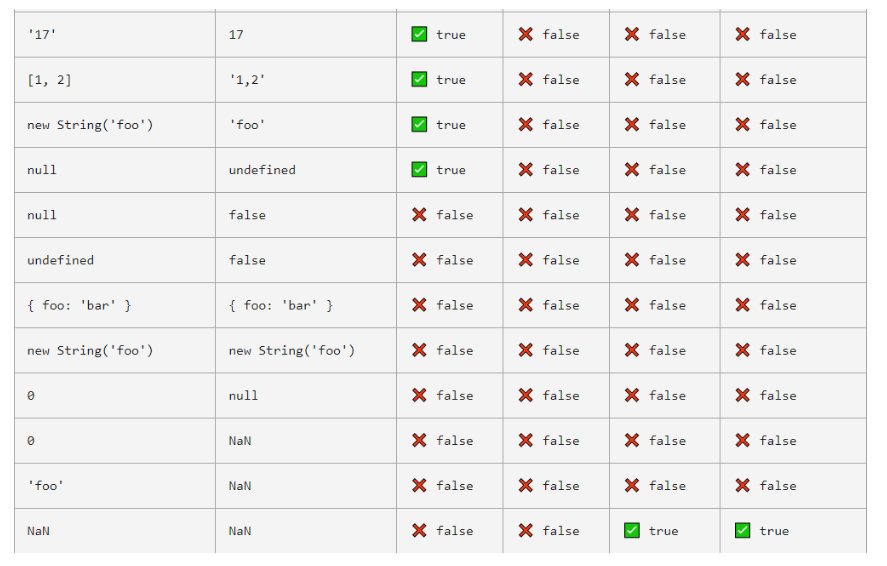 '17' 17 ✅ true ❌ false ❌ false ❌ false
[1, 2] '1,2' ✅ true ❌ false ❌ false ❌ false
new String('foo') 'foo' ✅ true ❌ false ❌ false ❌ false
null undefined ✅ true ❌ false ❌ false ❌ false
null false ❌ false ❌ false ❌ false ❌ false
undefined false ❌ false ❌ false ❌ false ❌ false
{ foo: 'bar' } { foo: 'bar' } ❌ false ❌ false ❌ false ❌ false
new String('foo') new String('foo') ❌ false ❌ false ❌ false ❌ false
0 null ❌ false ❌ false ❌ false ❌ false
0 NaN ❌ false ❌ false ❌ false ❌ false
'foo' NaN ❌ false ❌ false ❌ false ❌ false
NaN NaN ❌ false ❌ false ✅ true ✅ true